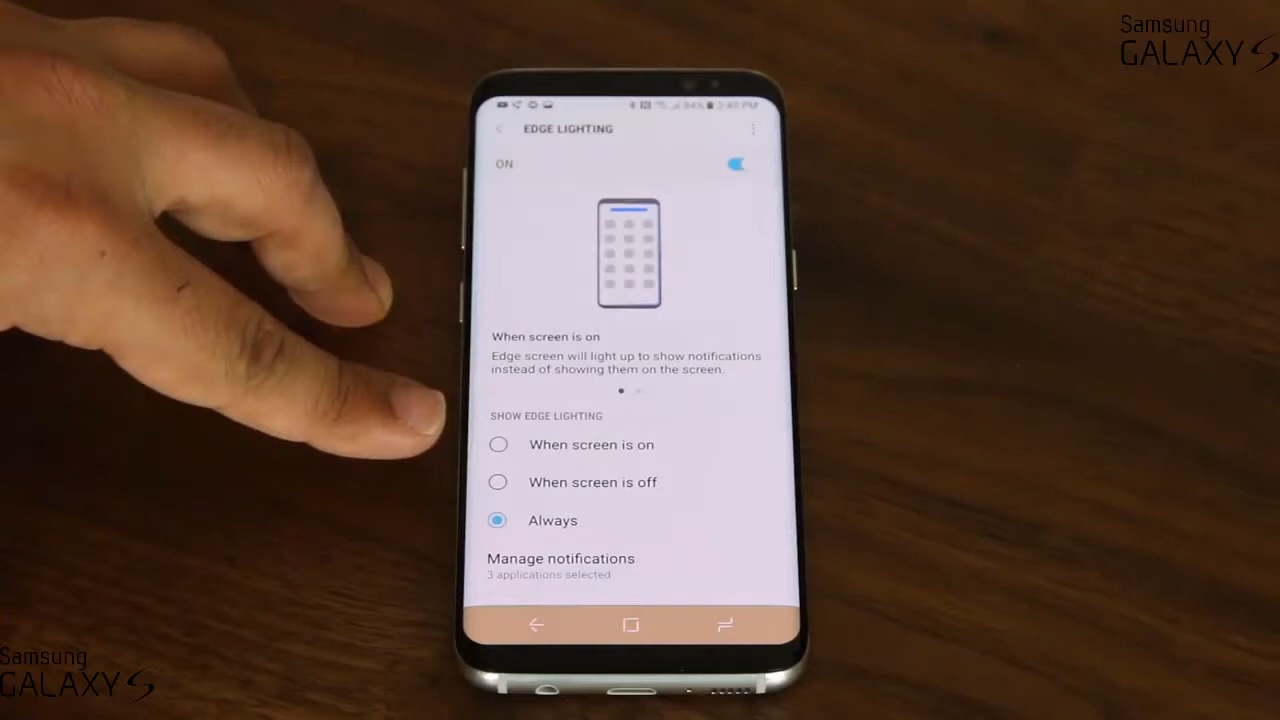 Samsung
GALAXY S
EDGE LIGHTING
ON
When screen is on
Edge screen will light up to show notifications
instead of showing them on the screen.
SHOW EDGE LIGHTING
When screen is on
When screen is off
Always
Manage notifications
3 applications selected
Samsung
GALAXY S